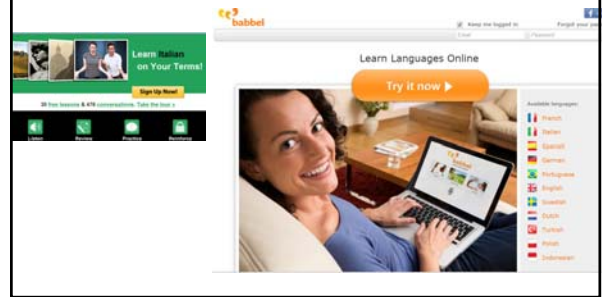 Learn Italian
on Your Terms!
Sign Up Now!
30 free lessons & 470 conversations. Take the tour »
Listen
Review
Practice
Reinforce
babbel
Keep me logged in
Forgot your
Email
Password
Learn Languages Online
Try it now
babbel
Available languages:
French
Italian
Spanish
German
Portuguese
English
Swedish
Dutch
Turkish
Polish
Indonesian